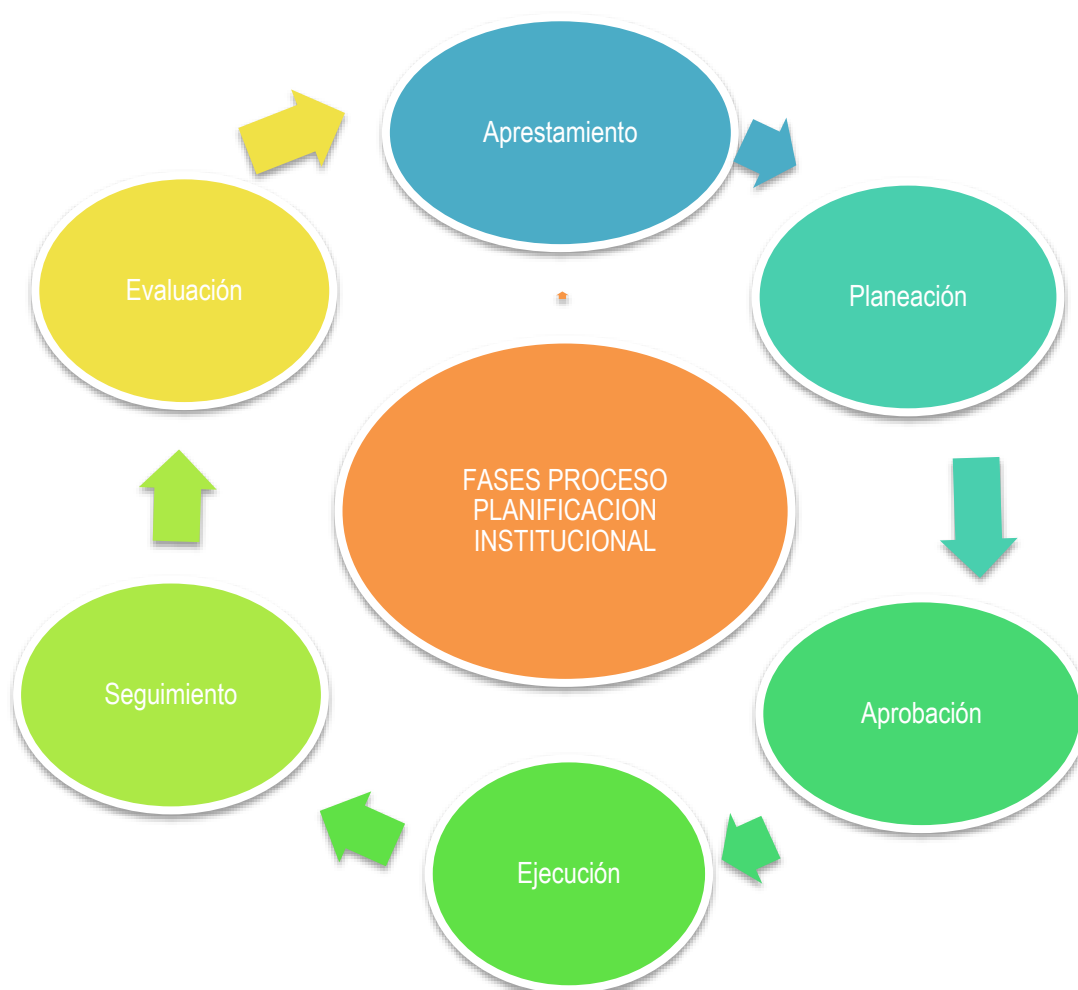 Aprestamiento
Evaluación
Planeación
FASES PROCESO
PLANIFICACION
INSTITUCIONAL
Seguimiento
Aprobación
Ejecución